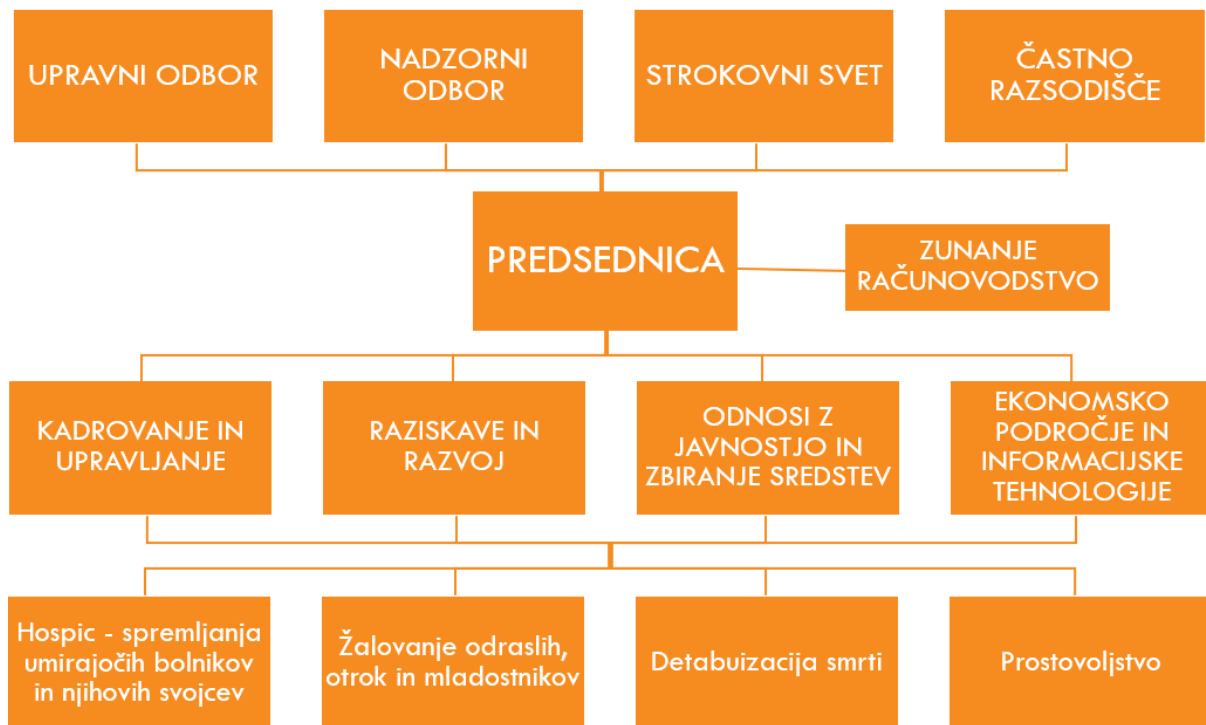 UPRAVNI ODBOR
NADZORNI
ODBOR
STROKOVNI SVET
ČASTNO
RAZSODIŠČE
PREDSEDNICA
ZUNANJE
RAČUNOVODSTVO
KADROVANJE IN
UPRAVLJANJE
RAZISKAVE IN
RAZVOJ
ODNOSI Z
JAVNOSTJO IN
ZBIRANJE SREDSTEV
EKONOMSKO
PODROČJE IN
INFORMACIJSKE
TEHNOLOGIJE
Hospic - spremljanja
umirajočih bolnikov
in njihovih svojcev
Žalovanje odraslih,
otrok in mladostnikov
Detabuizacija smrti
Prostovoljstvo